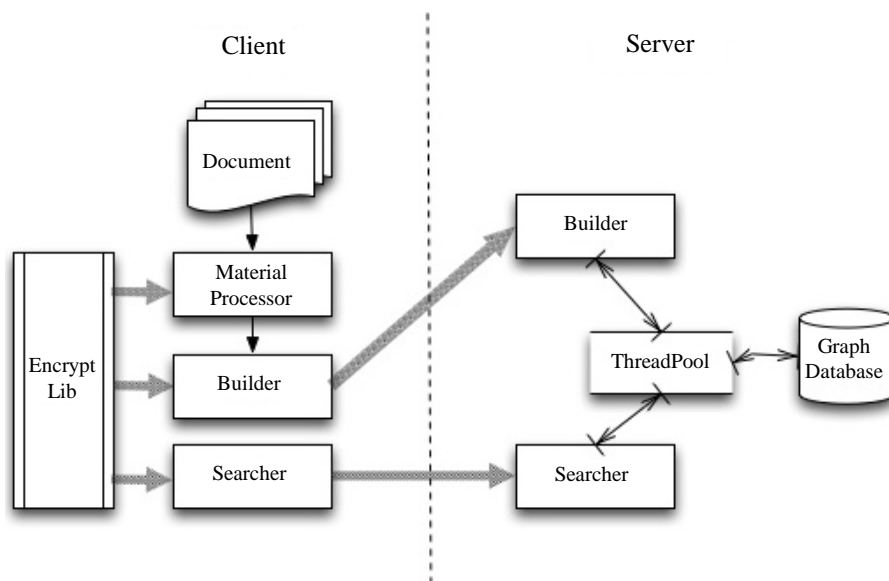 Client
Server
Document
Material
Processor
Builder
Encrypt
Lib
Builder
ThreadPool
Graph
Database
Searcher
Searcher